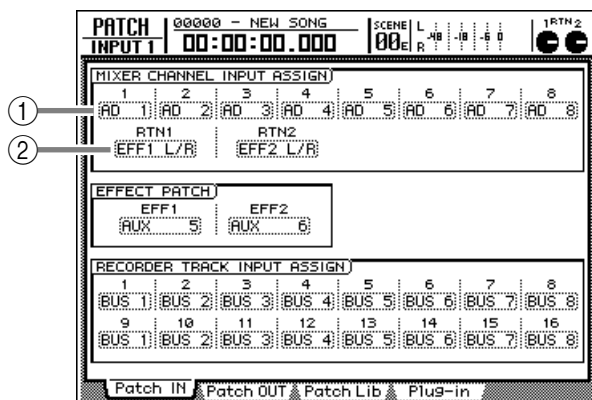 PATCH
INPUT 1
00000 - NEW SONG
00:00:00.000
SCENE
00E
L
R
-48 -18 -6 0
1 RTN 2
MIXER CHANNEL INPUT ASSIGN
1 2 3 4 5 6 7 8
AD 1 AD 2 AD 3 AD 4 AD 5 AD 6 AD 7 AD 8
1
RTN1 RTN2
EFF1 L/R EFF2 L/R
2
EFFECT PATCH
EFF1 EFF2
AUX 5 AUX 6
RECORDER TRACK INPUT ASSIGN
1 2 3 4 5 6 7 8
BUS 1 BUS 2 BUS 3 BUS 4 BUS 5 BUS 6 BUS 7 BUS 8
9 10 11 12 13 14 15 16
BUS 1 BUS 2 BUS 3 BUS 4 BUS 5 BUS 6 BUS 7 BUS 8
Patch IN Patch OUT Patch Lib Plug-in